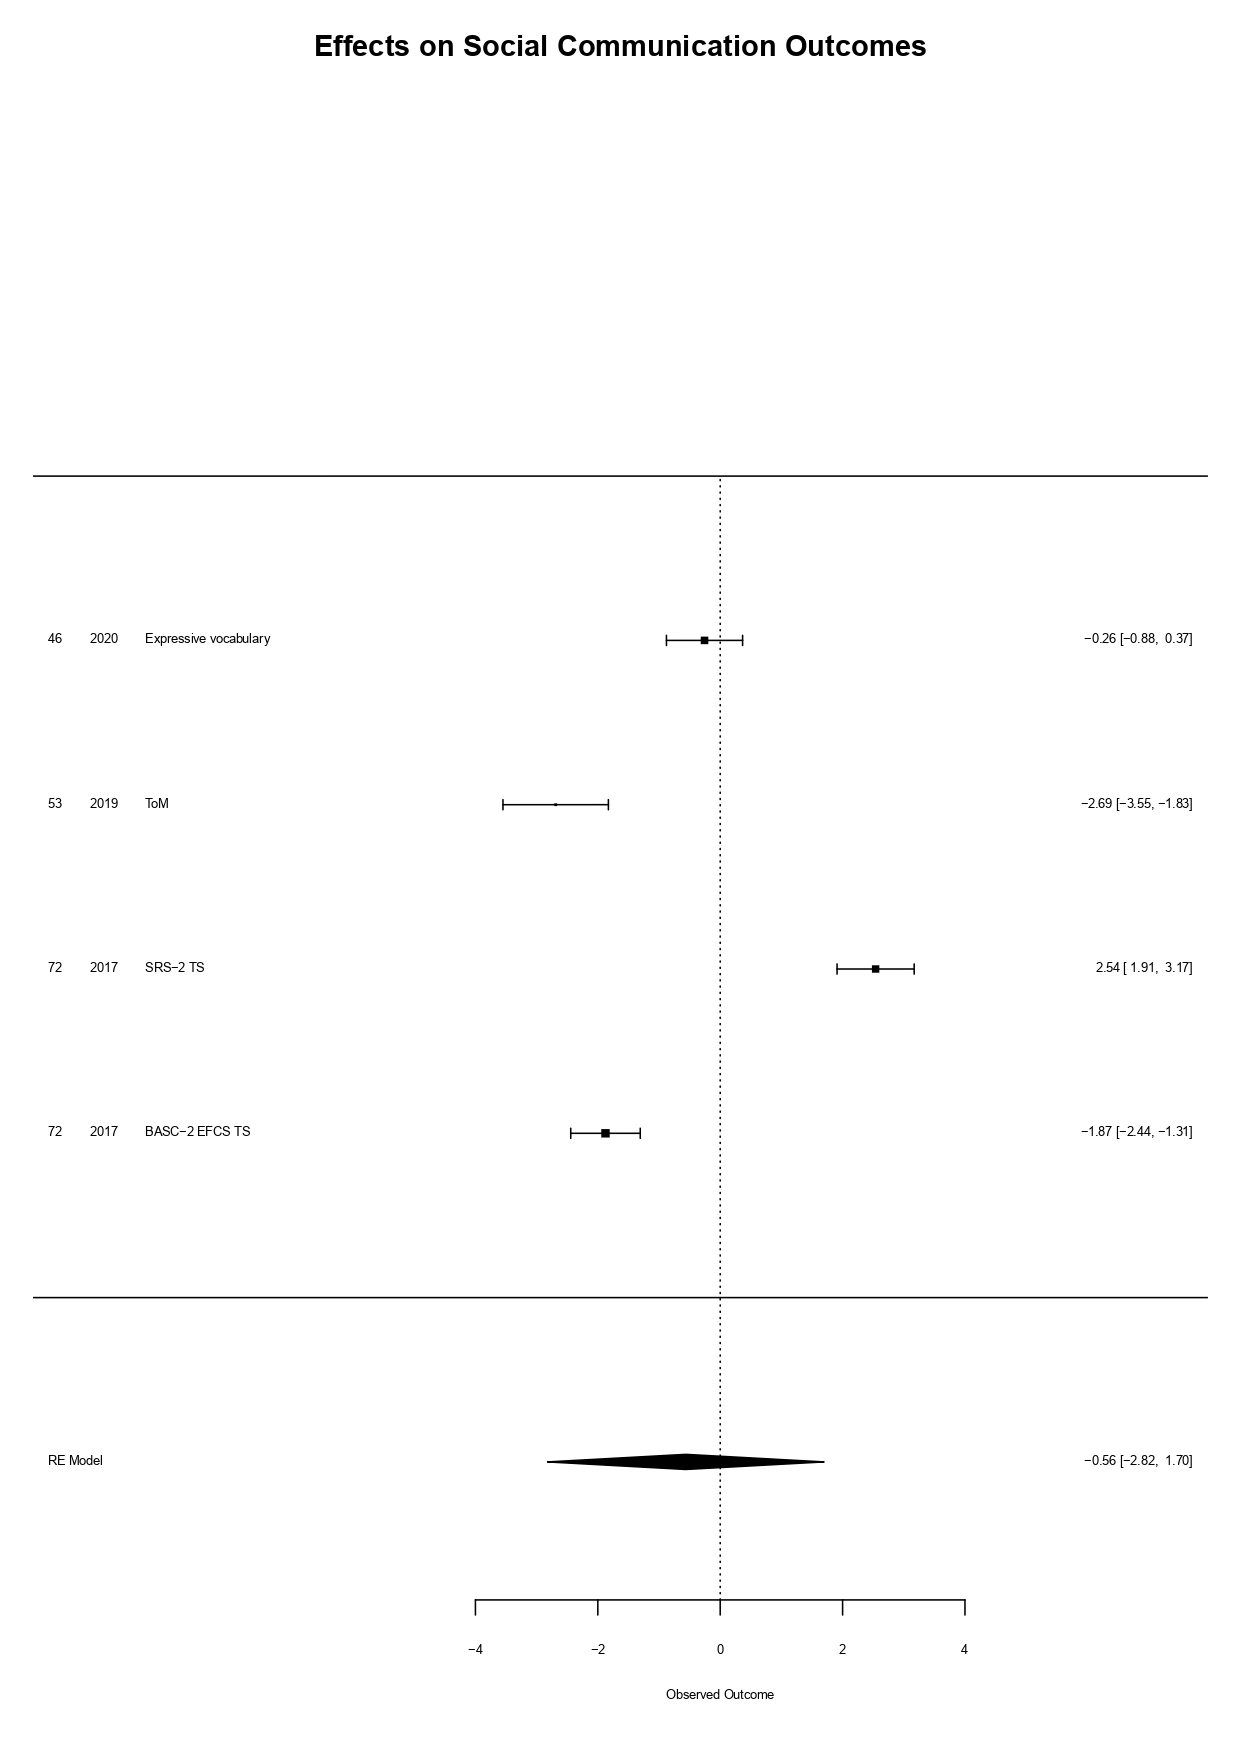 Effects on Social Communication Outcomes
46 2020 Expressive vocabulary −0.26 [−0.88, 0.37]
53 2019 ToM −2.69 [−3.55, −1.83]
72 2017 SRS−2 TS 2.54 [ 1.91, 3.17]
72 2017 BASC−2 EFCS TS −1.87 [−2.44, −1.31]
RE Model −0.56 [−2.82, 1.70]
−4 −2 0 2 4
Observed Outcome